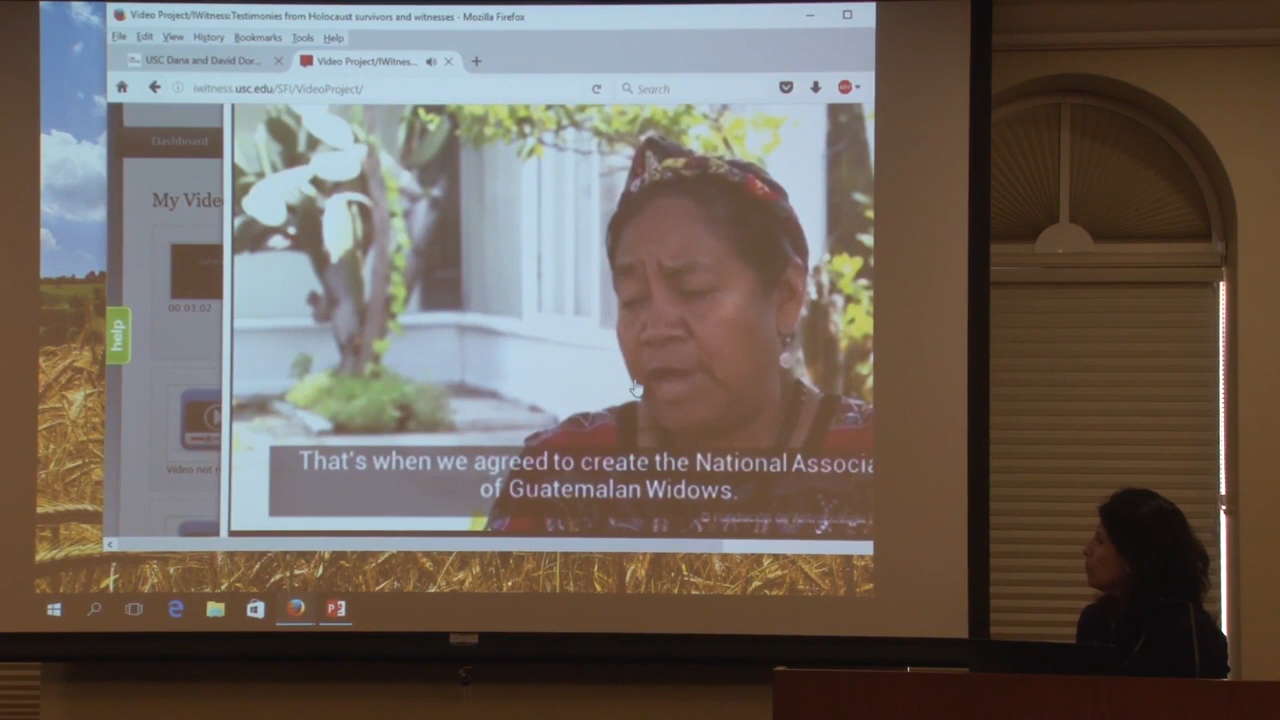 Video Project/IWitness:Testimonies from Holocaust survivors and witnesses - Mozilla Firefox
File Edit View History Bookmarks Tools Help
USC Dana and David Dor...
Video Project/IWitnes...
iwitness.usc.edu/SFI/VideoProject/
Search
Dashboard
My Vide
00:03:02
help
Video not r
That's when we agreed to create the National Associa
of Guatemalan Widows.